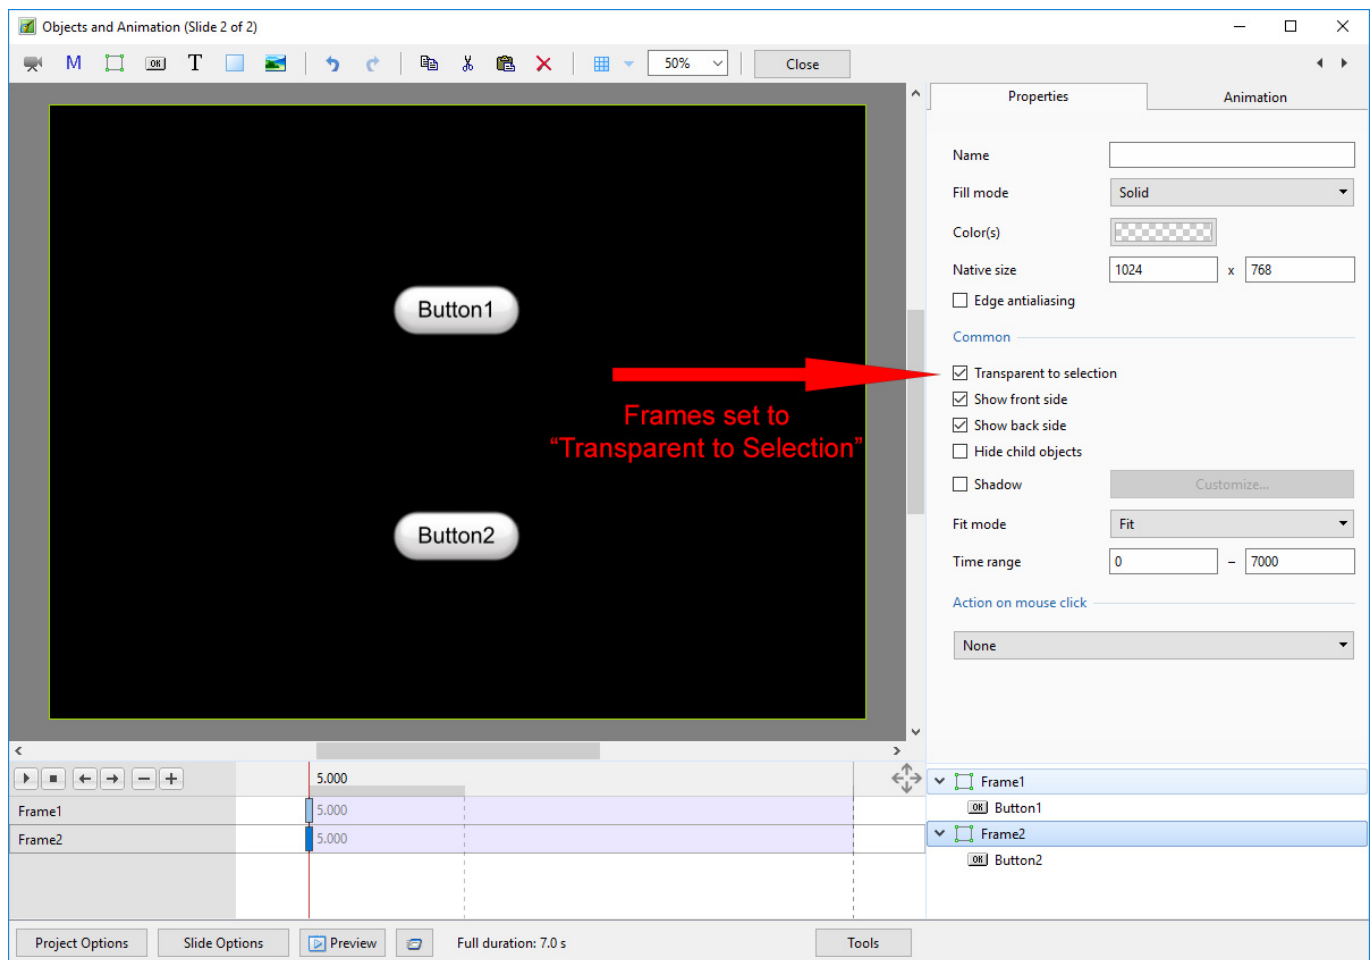 Objects and Animation (Slide 2 of 2)
M OK T 50% Close
Properties Animation
Name
Fill mode Solid
Color(s)
Native size 1024 x 768
Edge antialiasing
Common
Transparent to selection
Show front side
Show back side
Hide child objects
Shadow Customize...
Fit mode Fit
Time range 0 – 7000
Action on mouse click
None
Button1
Frames set to
“Transparent to Selection”
Button2
5.000
Frame1 5.000
Frame2 5.000
Frame1
OK Button1
Frame2
OK Button2
Project Options Slide Options Preview Full duration: 7.0 s Tools